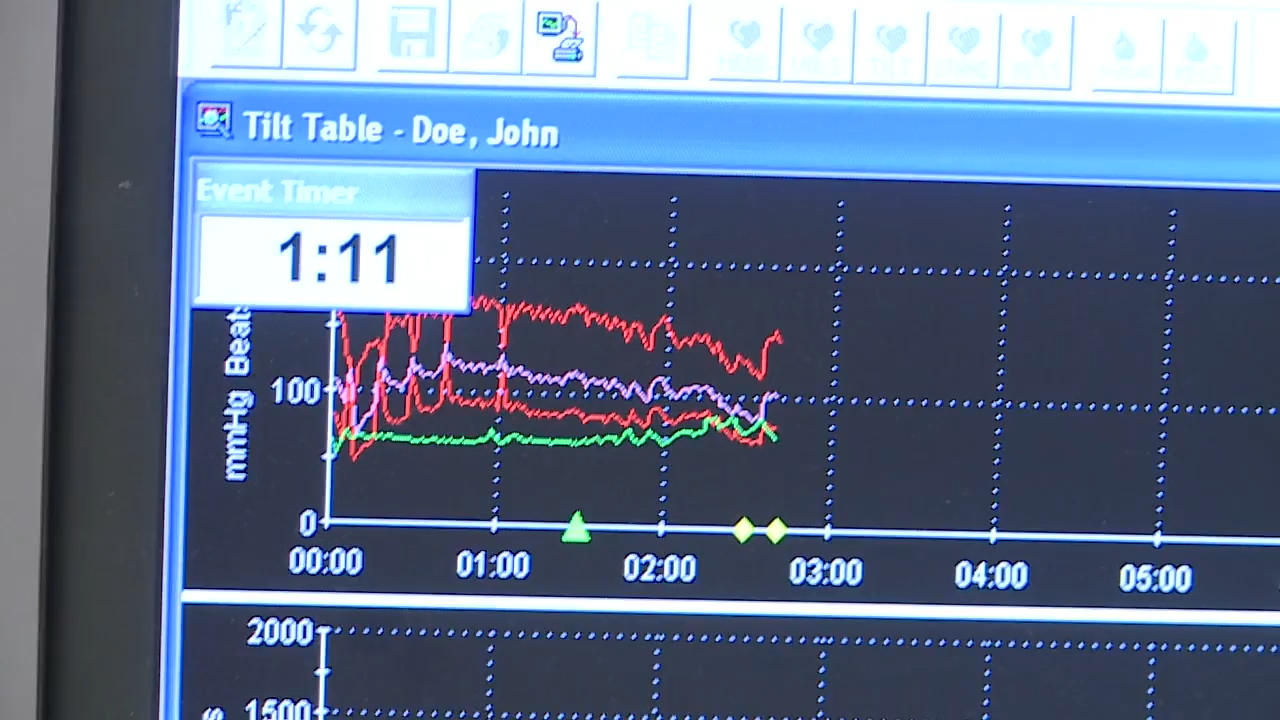 Tilt Table - Doe, John
Event Timer
1:11
mmHg Beats
100
0
00:00 01:00 02:00 03:00 04:00 05:00
2000
1500